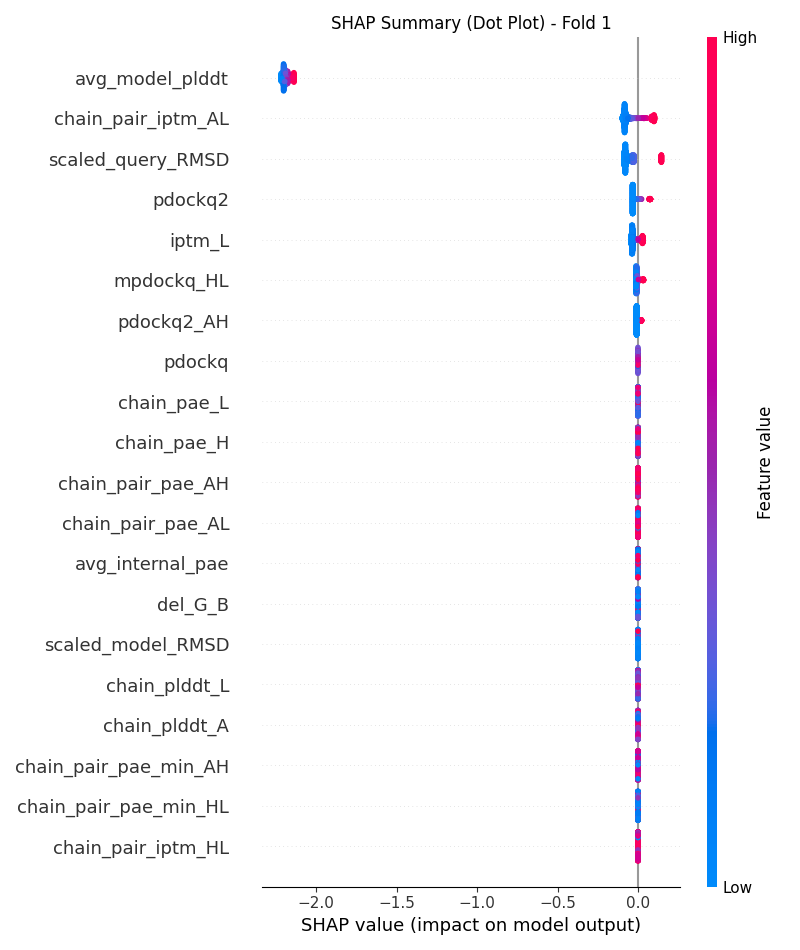 SHAP Summary (Dot Plot) - Fold 1
High
avg_model_plddt
chain_pair_iptm_AL
scaled_query_RMSD
pdockq2
iptm_L
mpdockq_HL
pdockq2_AH
pdockq
chain_pae_L
chain_pae_H
chain_pair_pae_AH
chain_pair_pae_AL
avg_internal_pae
del_G_B
scaled_model_RMSD
chain_plddt_L
chain_plddt_A
chain_pair_pae_min_AH
chain_pair_pae_min_HL
chain_pair_iptm_HL
Feature value
Low
−2.0 −1.5 −1.0 −0.5 0.0
SHAP value (impact on model output)